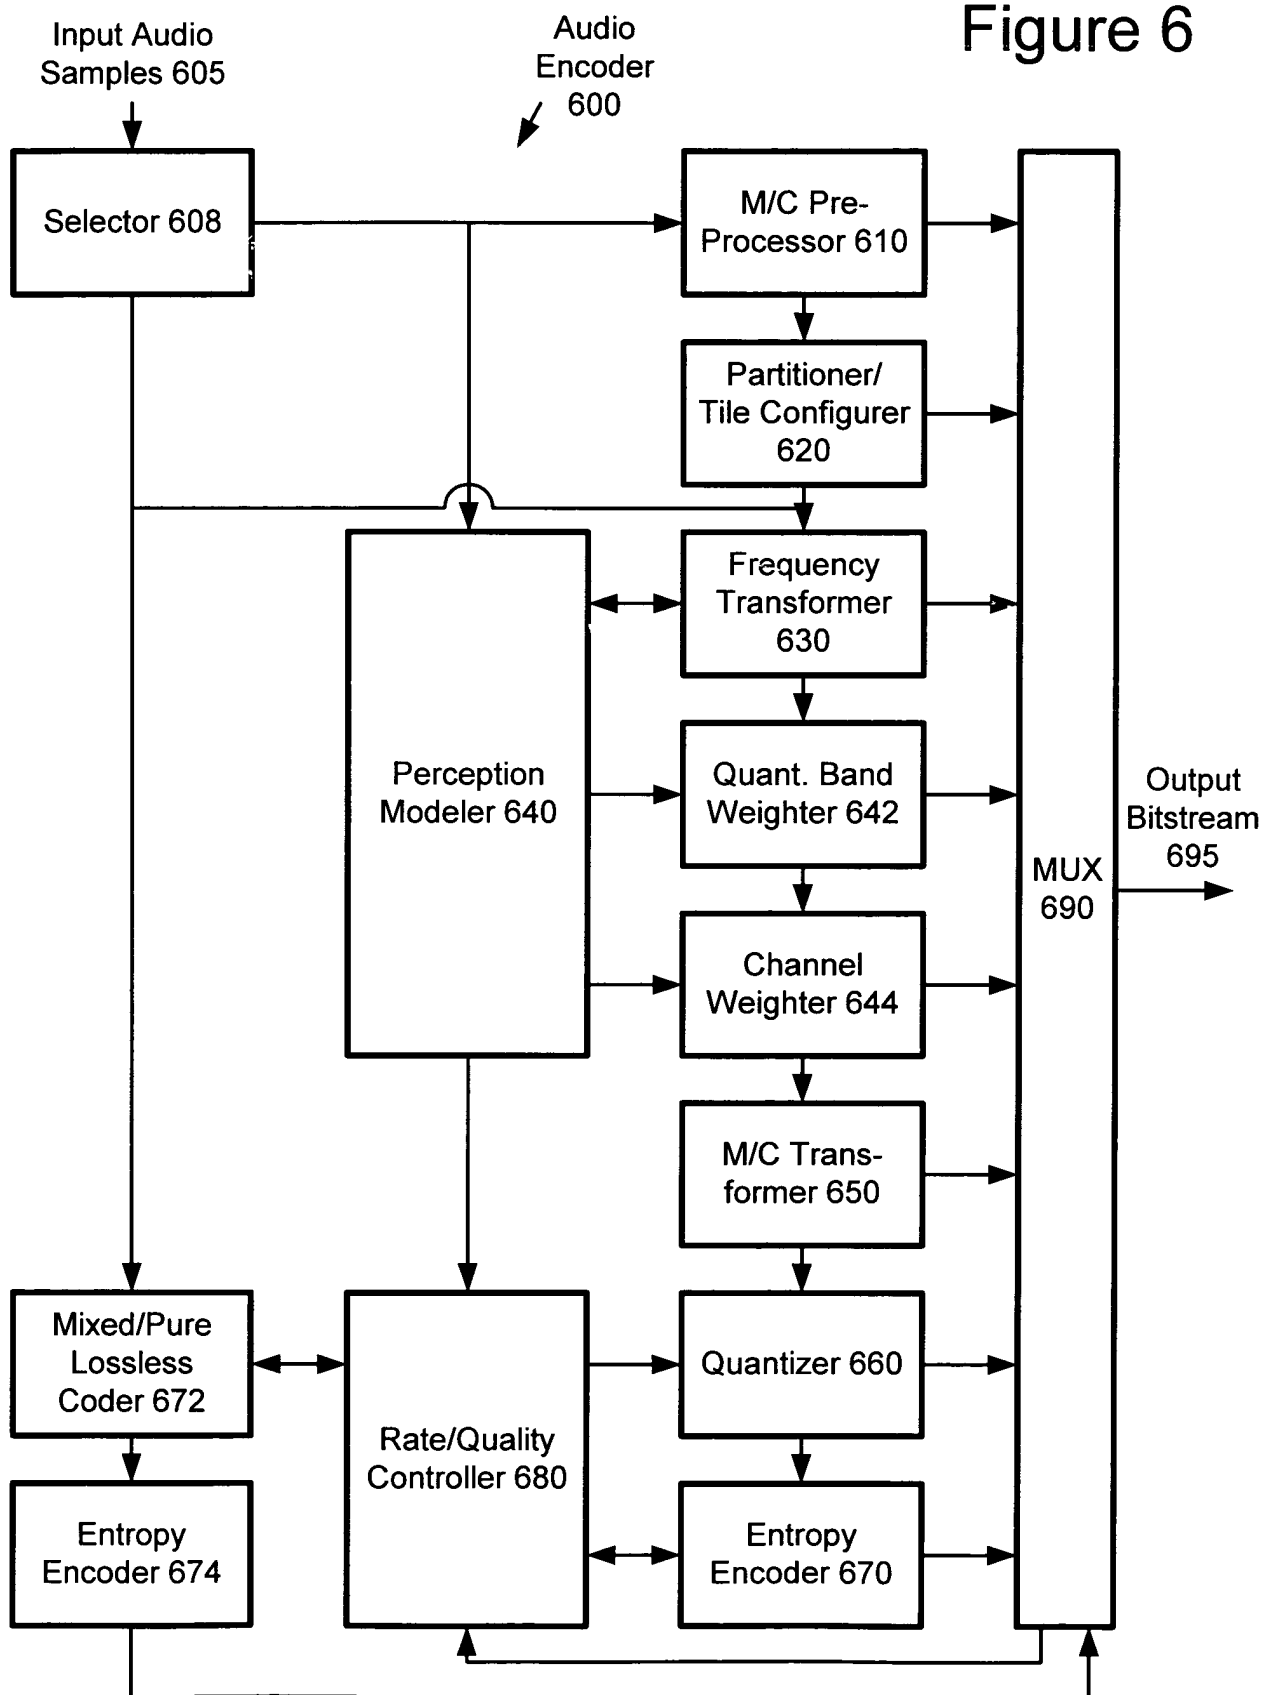 Figure 6
Input Audio
Samples 605
Audio
Encoder
600
Selector 608
M/C Pre-
Processor 610
Partitioner/
Tile Configurer
620
Frequency
Transformer
630
Perception
Modeler 640
Quant. Band
Weighter 642
Output
Bitstream
695
MUX
690
Channel
Weighter 644
M/C Trans-
former 650
Mixed/Pure
Lossless
Coder 672
Quantizer 660
Rate/Quality
Controller 680
Entropy
Encoder 674
Entropy
Encoder 670